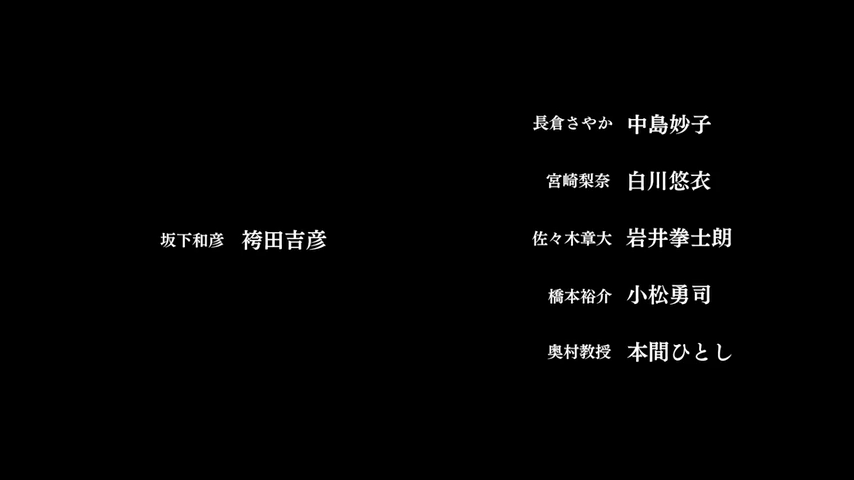 坂下和彦 袴田吉彦
長倉さやか 中島妙子
宮崎梨奈 白川悠衣
佐々木章大 岩井拳士朗
橋本裕介 小松勇司
奥村教授 本間ひとし